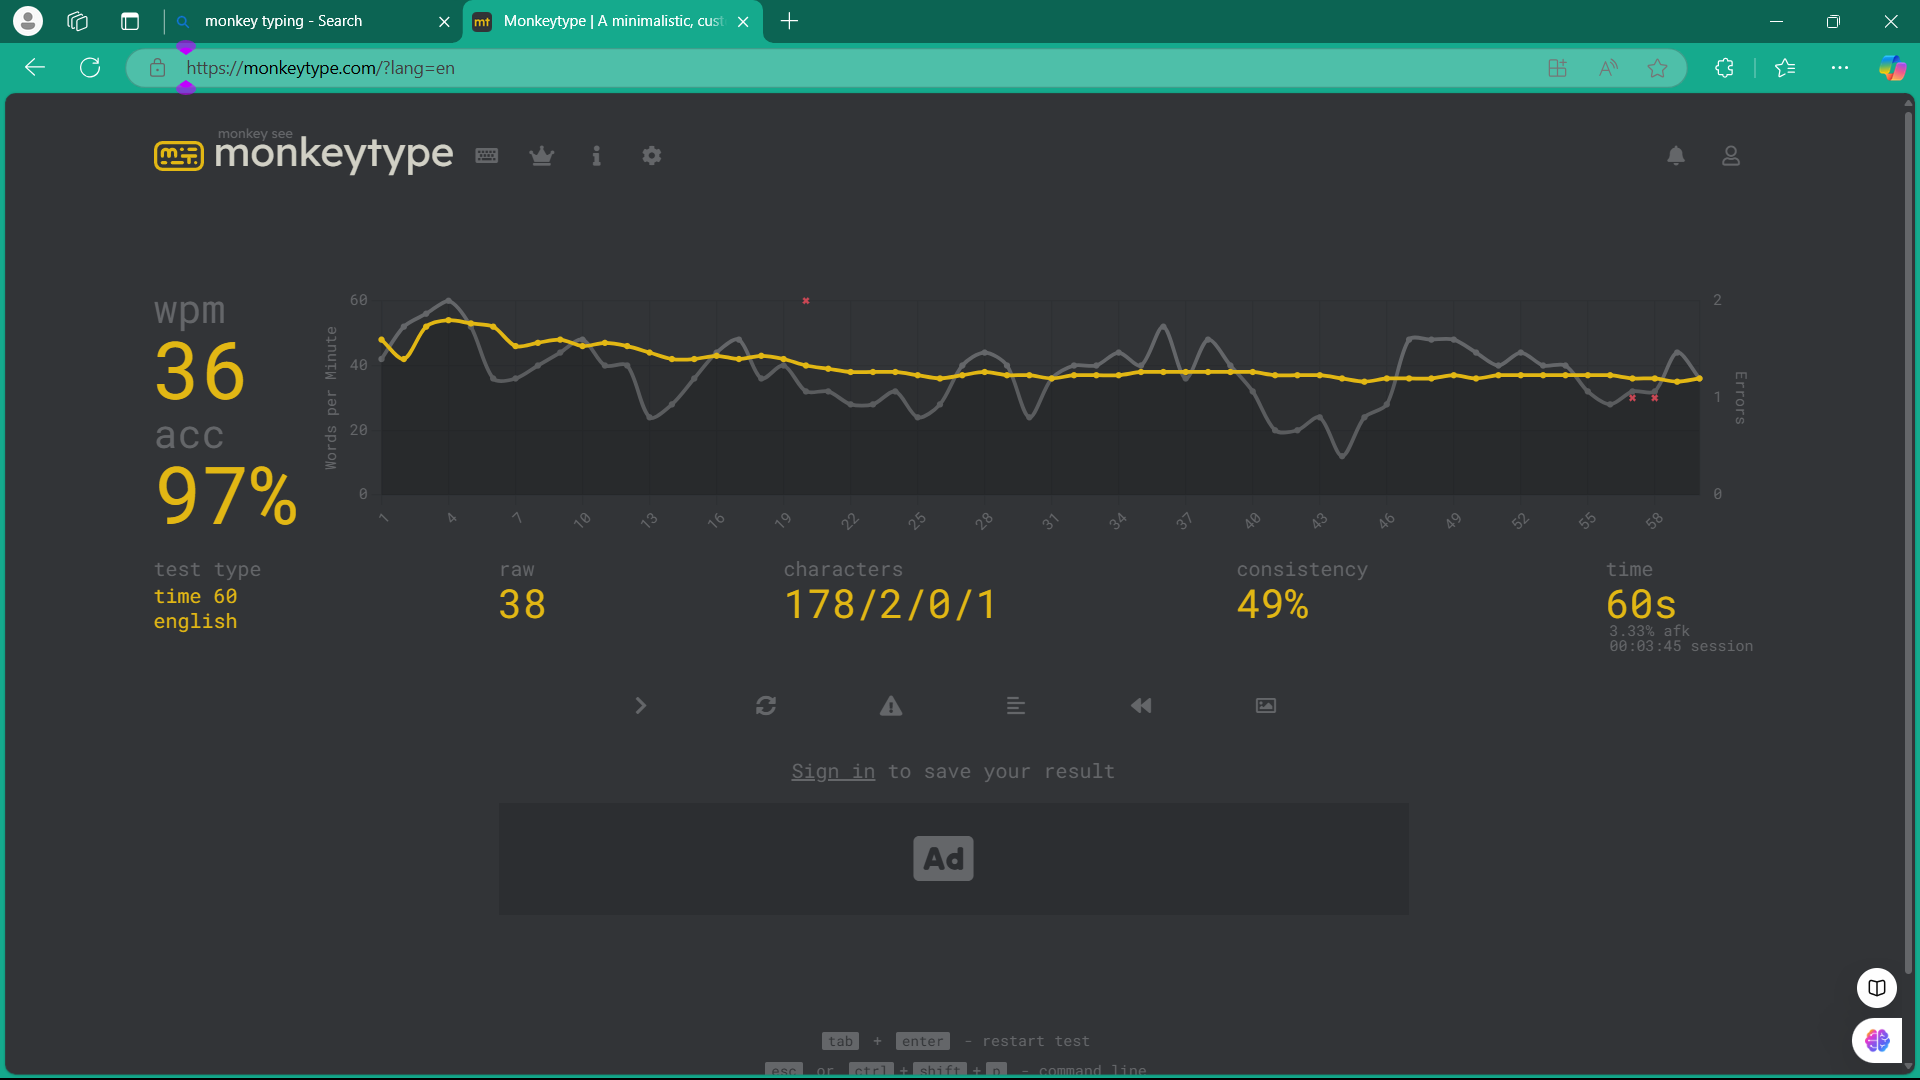 monkey typing - Search
Monkeytype | A minimalistic, cust
https://monkeytype.com/?lang=en
monkey see
monkeytype
wpm
36
acc
97%
Words per Minute
60
40
20
0
2
1
0
Errors
1 4 7 10 13 16 19 22 25 28 31 34 37 40 43 46 49 52 55 58
test type
time 60
english
raw
38
characters
178/2/0/1
consistency
49%
time
60s
3.33% afk
00:03:45 session
Sign in to save your result
Ad
tab + enter - restart test
esc or ctrl + shift + p - command line